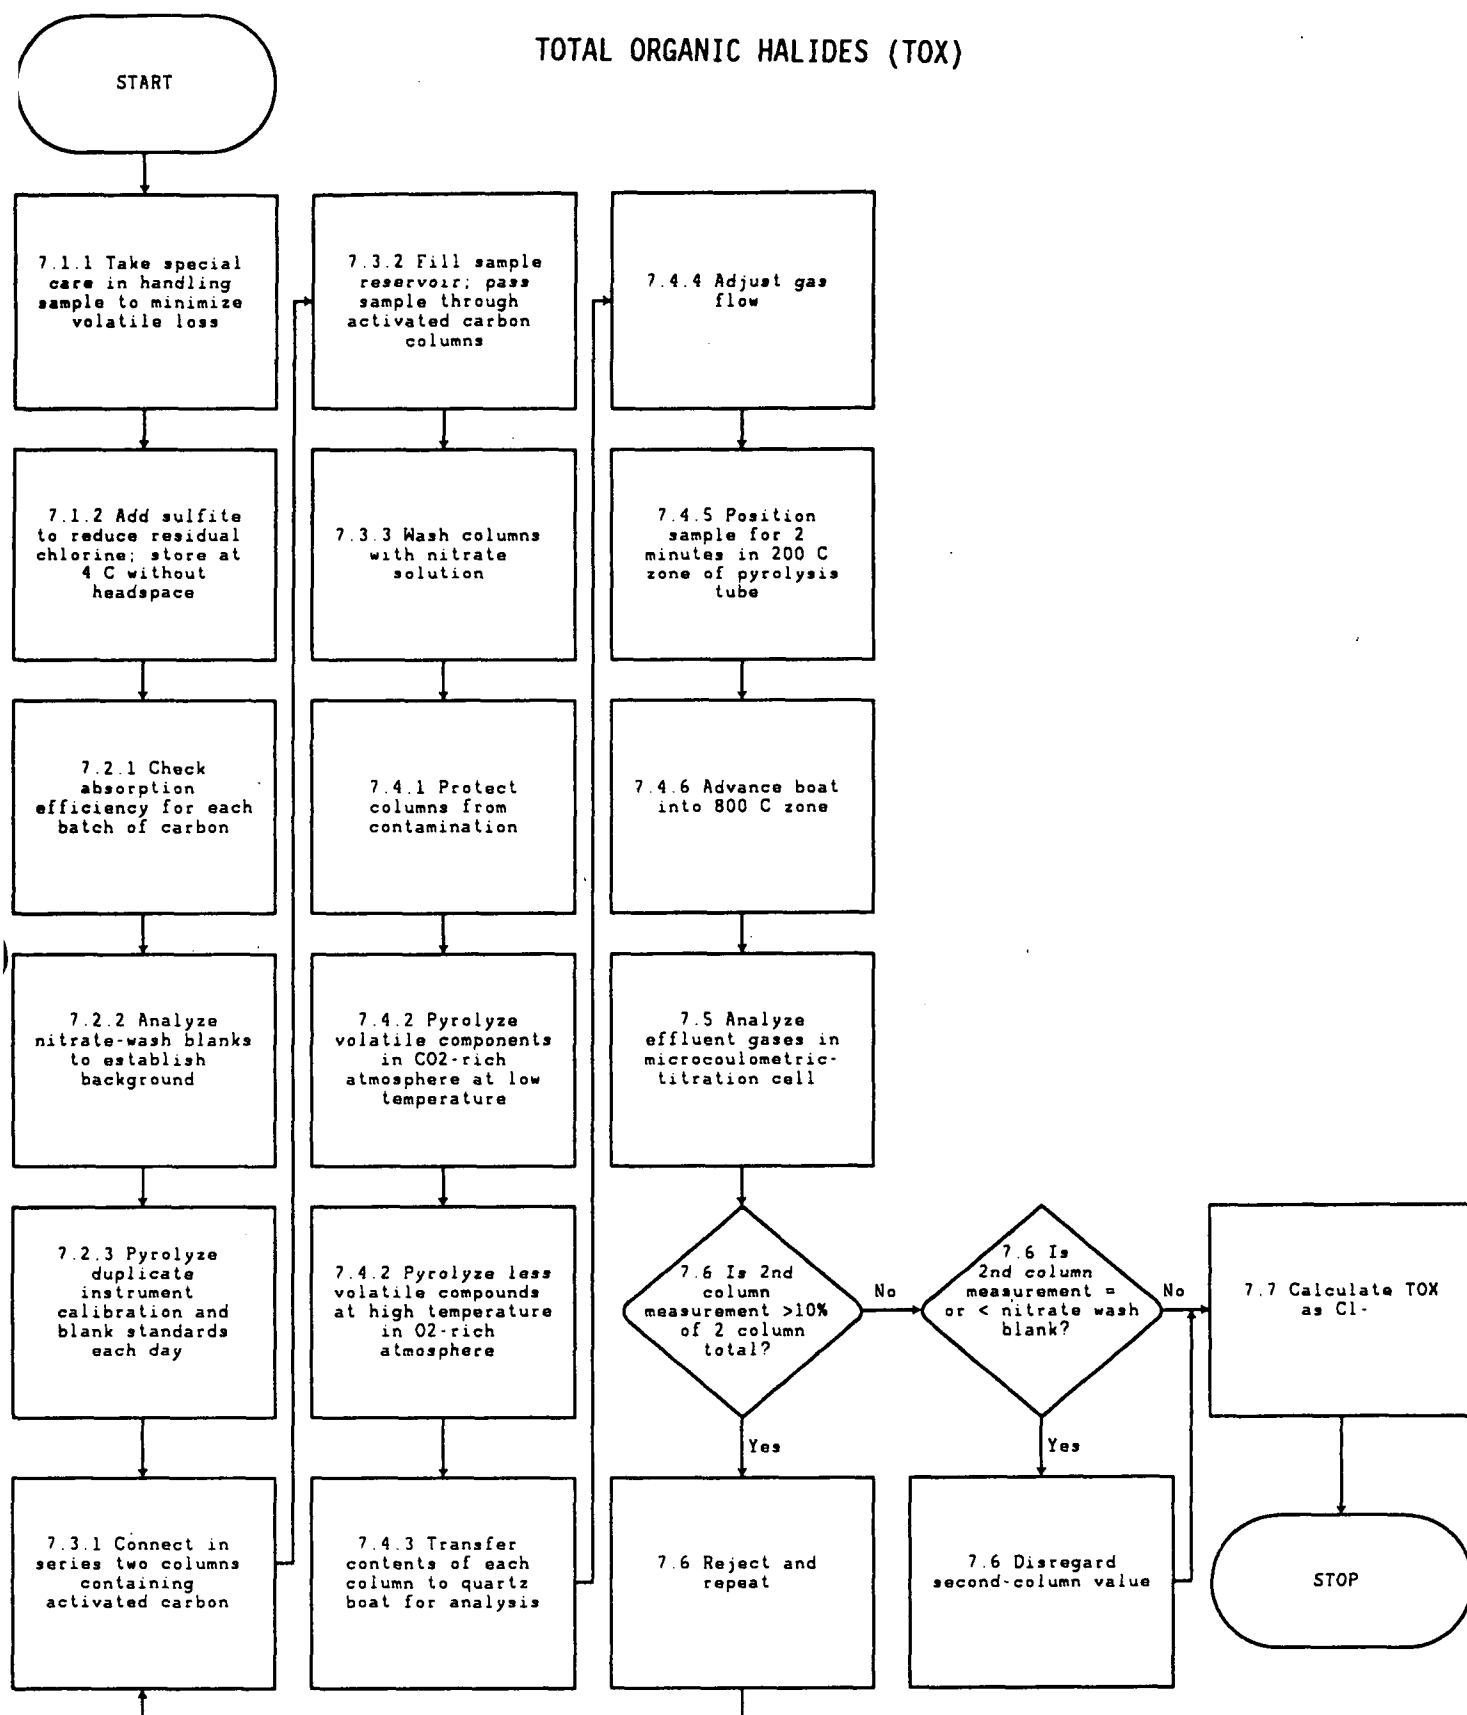 TOTAL ORGANIC HALIDES (TOX)
START
7.1.1 Take special
care in handling
sample to minimize
volatile loss
7.1.2 Add sulfite
to reduce residual
chlorine; store at
4 C without
headspace
7.2.1 Check
absorption
efficiency for each
batch of carbon
7.2.2 Analyze
nitrate-wash blanks
to establish
background
7.2.3 Pyrolyze
duplicate
instrument
calibration and
blank standards
each day
7.3.1 Connect in
series two columns
containing
activated carbon
7.3.2 Fill sample
reservoir; pass
sample through
activated carbon
columns
7.3.3 Wash columns
with nitrate
solution
7.4.1 Protect
columns from
contamination
7.4.2 Pyrolyze
volatile components
in CO2-rich
atmosphere at low
temperature
7.4.2 Pyrolyze less
volatile compounds
at high temperature
in O2-rich
atmosphere
7.4.3 Transfer
contents of each
column to quartz
boat for analysis
7.4.4 Adjust gas
flow
7.4.5 Position
sample for 2
minutes in 200 C
zone of pyrolysis
tube
7.4.6 Advance boat
into 800 C zone
7.5 Analyze
effluent gases in
microcoulometric-
titration cell
7.6 Is 2nd
column
measurement >10%
of 2 column
total?
No
Yes
7.6 Reject and
repeat
7.6 Is
2nd column
measurement =
or < nitrate wash
blank?
No
Yes
7.6 Disregard
second-column value
7.7 Calculate TOX
as Cl-
STOP